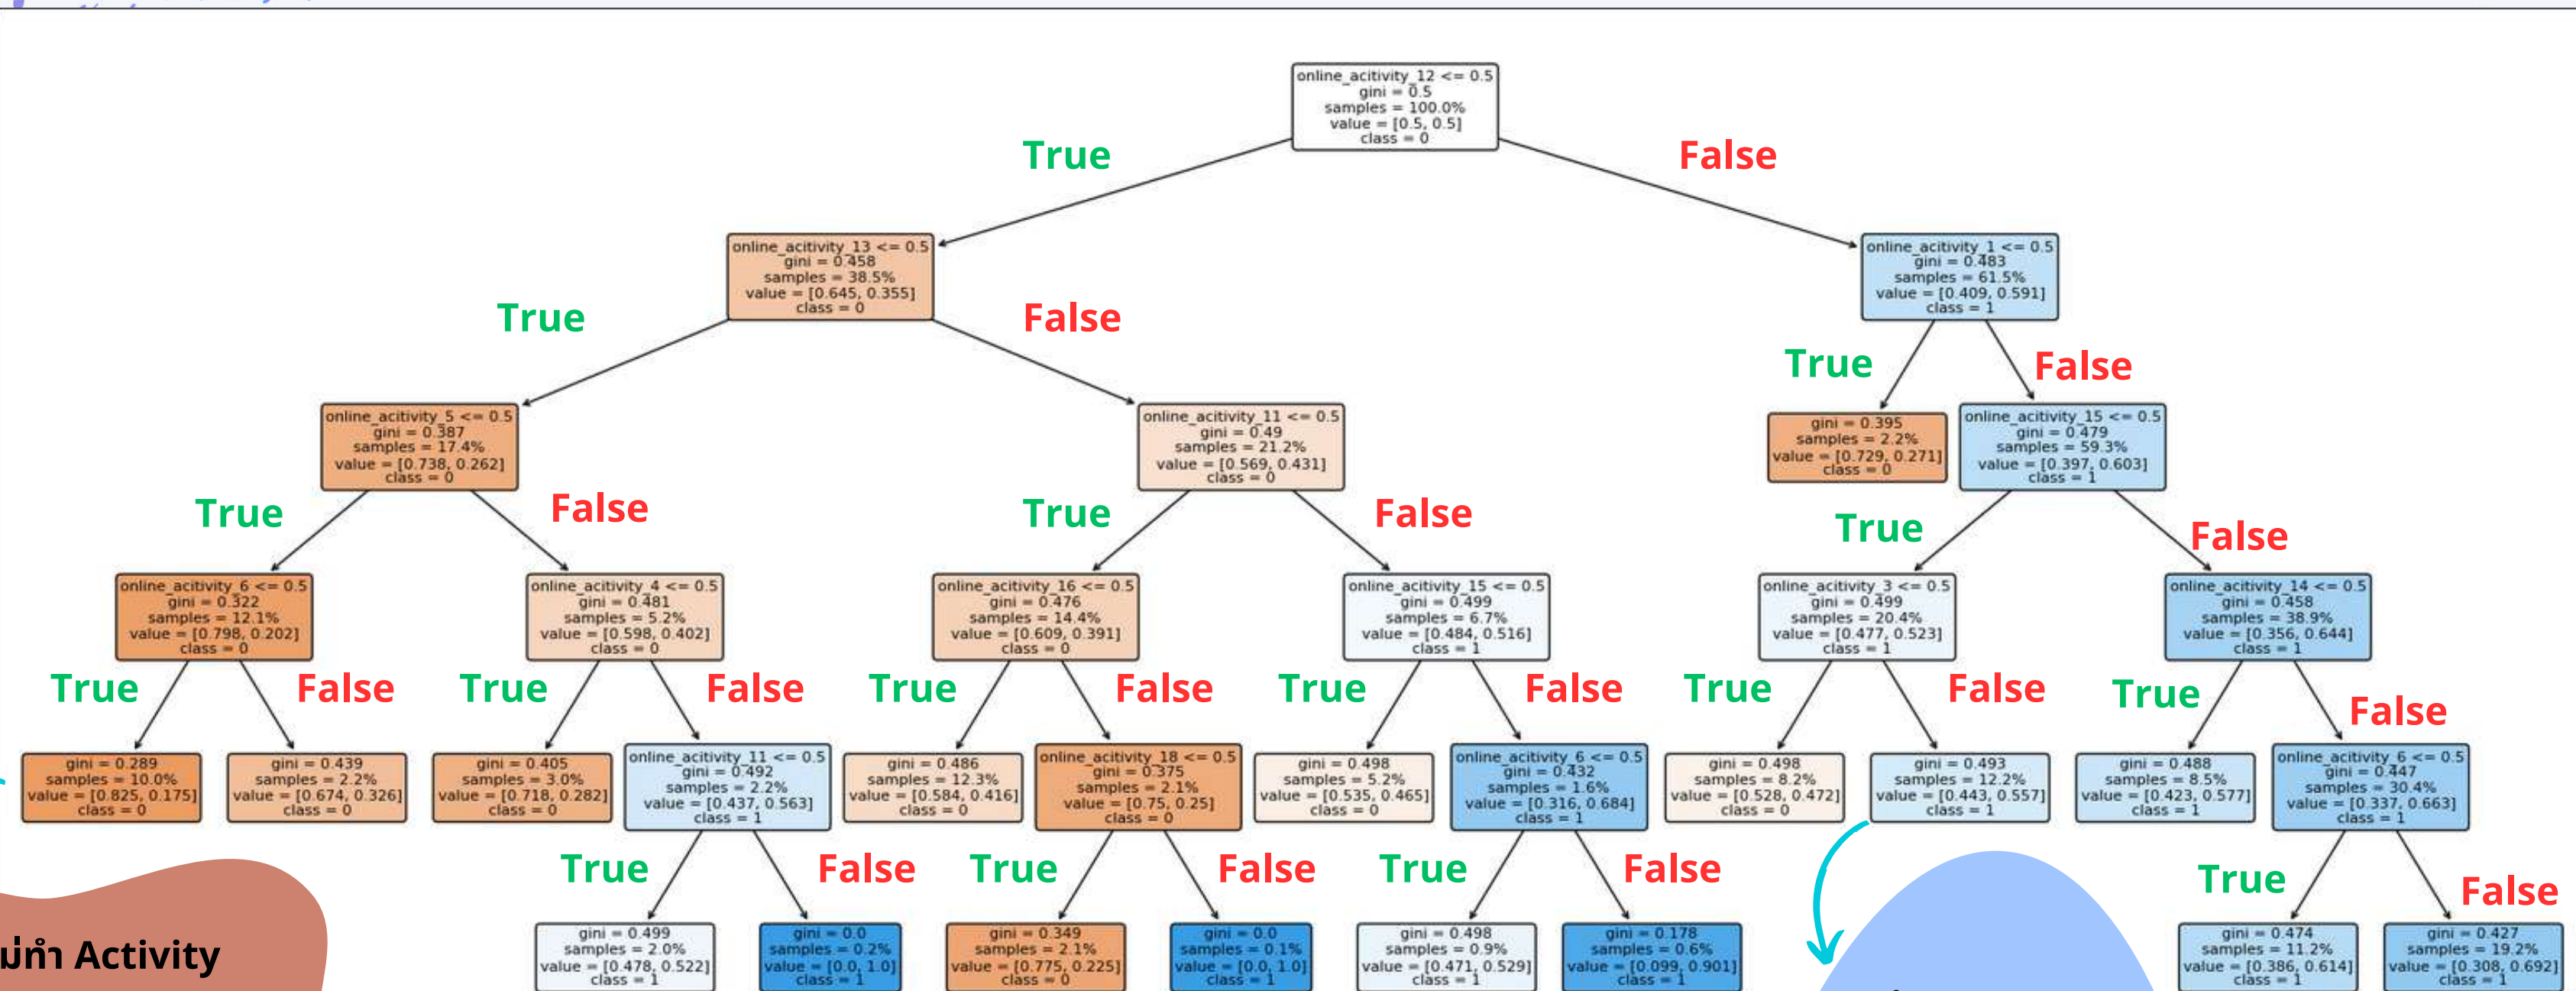 online_acitivity_12 <= 0.5
gini = 0.5
samples = 100.0%
value = [0.5, 0.5]
class = 0
True
False
online_acitivity_13 <= 0.5
gini = 0.458
samples = 38.5%
value = [0.645, 0.355]
class = 0
online_acitivity_1 <= 0.5
gini = 0.483
samples = 61.5%
value = [0.409, 0.591]
class = 1
True
False
True
False
online_acitivity_5 <= 0.5
gini = 0.387
samples = 17.4%
value = [0.738, 0.262]
class = 0
online_acitivity_11 <= 0.5
gini = 0.49
samples = 21.2%
value = [0.569, 0.431]
class = 0
gini = 0.395
samples = 2.2%
value = [0.729, 0.271]
class = 0
online_acitivity_15 <= 0.5
gini = 0.479
samples = 59.3%
value = [0.397, 0.603]
class = 1
True
False
True
False
True
False
online_acitivity_6 <= 0.5
gini = 0.322
samples = 12.1%
value = [0.798, 0.202]
class = 0
online_acitivity_4 <= 0.5
gini = 0.481
samples = 5.2%
value = [0.598, 0.402]
class = 0
online_acitivity_16 <= 0.5
gini = 0.476
samples = 14.4%
value = [0.609, 0.391]
class = 0
online_acitivity_15 <= 0.5
gini = 0.499
samples = 6.7%
value = [0.484, 0.516]
class = 1
online_acitivity_3 <= 0.5
gini = 0.499
samples = 20.4%
value = [0.477, 0.523]
class = 1
online_acitivity_14 <= 0.5
gini = 0.458
samples = 38.9%
value = [0.356, 0.644]
class = 1
True
False
True
False
True
False
True
False
True
False
True
False
gini = 0.289
samples = 10.0%
value = [0.825, 0.175]
class = 0
gini = 0.439
samples = 2.2%
value = [0.674, 0.326]
class = 0
gini = 0.405
samples = 3.0%
value = [0.718, 0.282]
class = 0
online_acitivity_11 <= 0.5
gini = 0.492
samples = 2.2%
value = [0.437, 0.563]
class = 1
gini = 0.486
samples = 12.3%
value = [0.584, 0.416]
class = 0
online_acitivity_18 <= 0.5
gini = 0.375
samples = 2.1%
value = [0.75, 0.25]
class = 0
gini = 0.498
samples = 5.2%
value = [0.535, 0.465]
class = 0
online_acitivity_6 <= 0.5
gini = 0.432
samples = 1.6%
value = [0.316, 0.684]
class = 1
gini = 0.498
samples = 8.2%
value = [0.528, 0.472]
class = 0
gini = 0.493
samples = 12.2%
value = [0.443, 0.557]
class = 1
gini = 0.488
samples = 8.5%
value = [0.423, 0.577]
class = 1
online_acitivity_6 <= 0.5
gini = 0.447
samples = 30.4%
value = [0.337, 0.663]
class = 1
True
False
True
False
True
False
True
False
gini = 0.499
samples = 2.0%
value = [0.478, 0.522]
class = 1
gini = 0.0
samples = 0.2%
value = [0.0, 1.0]
class = 1
gini = 0.349
samples = 2.1%
value = [0.775, 0.225]
class = 0
gini = 0.0
samples = 0.1%
value = [0.0, 1.0]
class = 1
gini = 0.498
samples = 0.9%
value = [0.471, 0.529]
class = 1
gini = 0.178
samples = 0.6%
value = [0.099, 0.901]
class = 1
gini = 0.474
samples = 11.2%
value = [0.386, 0.614]
class = 1
gini = 0.427
samples = 19.2%
value = [0.308, 0.692]
class = 1
Activity